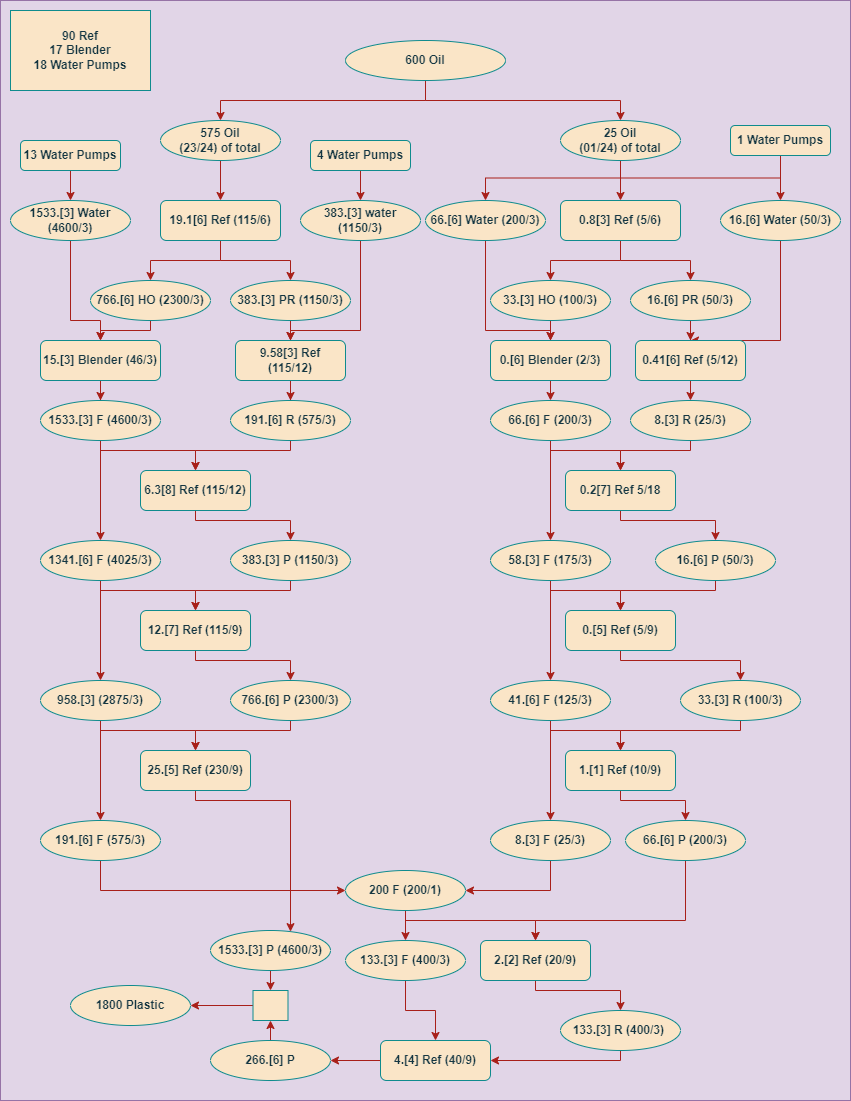 90 Ref
17 Blender
18 Water Pumps
600 Oil
575 Oil
(23/24) of total
25 Oil
(01/24) of total
13 Water Pumps
4 Water Pumps
1 Water Pumps
1533.[3] Water
(4600/3)
19.1[6] Ref (115/6)
383.[3] water
(1150/3)
66.[6] Water (200/3)
0.8[3] Ref (5/6)
16.[6] Water (50/3)
766.[6] HO (2300/3)
383.[3] PR (1150/3)
33.[3] HO (100/3)
16.[6] PR (50/3)
15.[3] Blender (46/3)
9.58[3] Ref
(115/12)
0.[6] Blender (2/3)
0.41[6] Ref (5/12)
1533.[3] F (4600/3)
191.[6] R (575/3)
66.[6] F (200/3)
8.[3] R (25/3)
6.3[8] Ref (115/12)
0.2[7] Ref 5/18
1341.[6] F (4025/3)
383.[3] P (1150/3)
58.[3] F (175/3)
16.[6] P (50/3)
12.[7] Ref (115/9)
0.[5] Ref (5/9)
958.[3] (2875/3)
766.[6] P (2300/3)
41.[6] F (125/3)
33.[3] R (100/3)
25.[5] Ref (230/9)
1.[1] Ref (10/9)
191.[6] F (575/3)
8.[3] F (25/3)
66.[6] P (200/3)
200 F (200/1)
1533.[3] P (4600/3)
133.[3] F (400/3)
2.[2] Ref (20/9)
1800 Plastic
133.[3] R (400/3)
266.[6] P
4.[4] Ref (40/9)